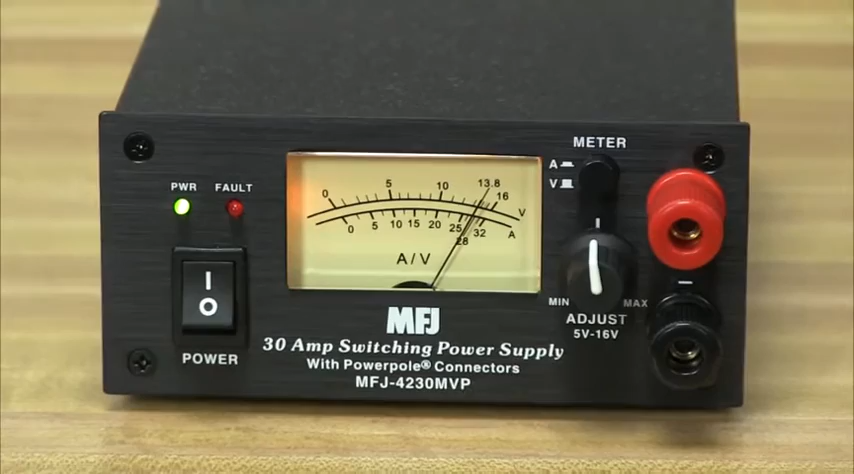 METER
A
V
PWR FAULT
0 5 10 13.8 16 V
0 5 10 15 20 25 28 32 A
A/V
MIN MAX
ADJUST
5V-16V
I
O
POWER
MFJ
30 Amp Switching Power Supply
With Powerpole® Connectors
MFJ-4230MVP